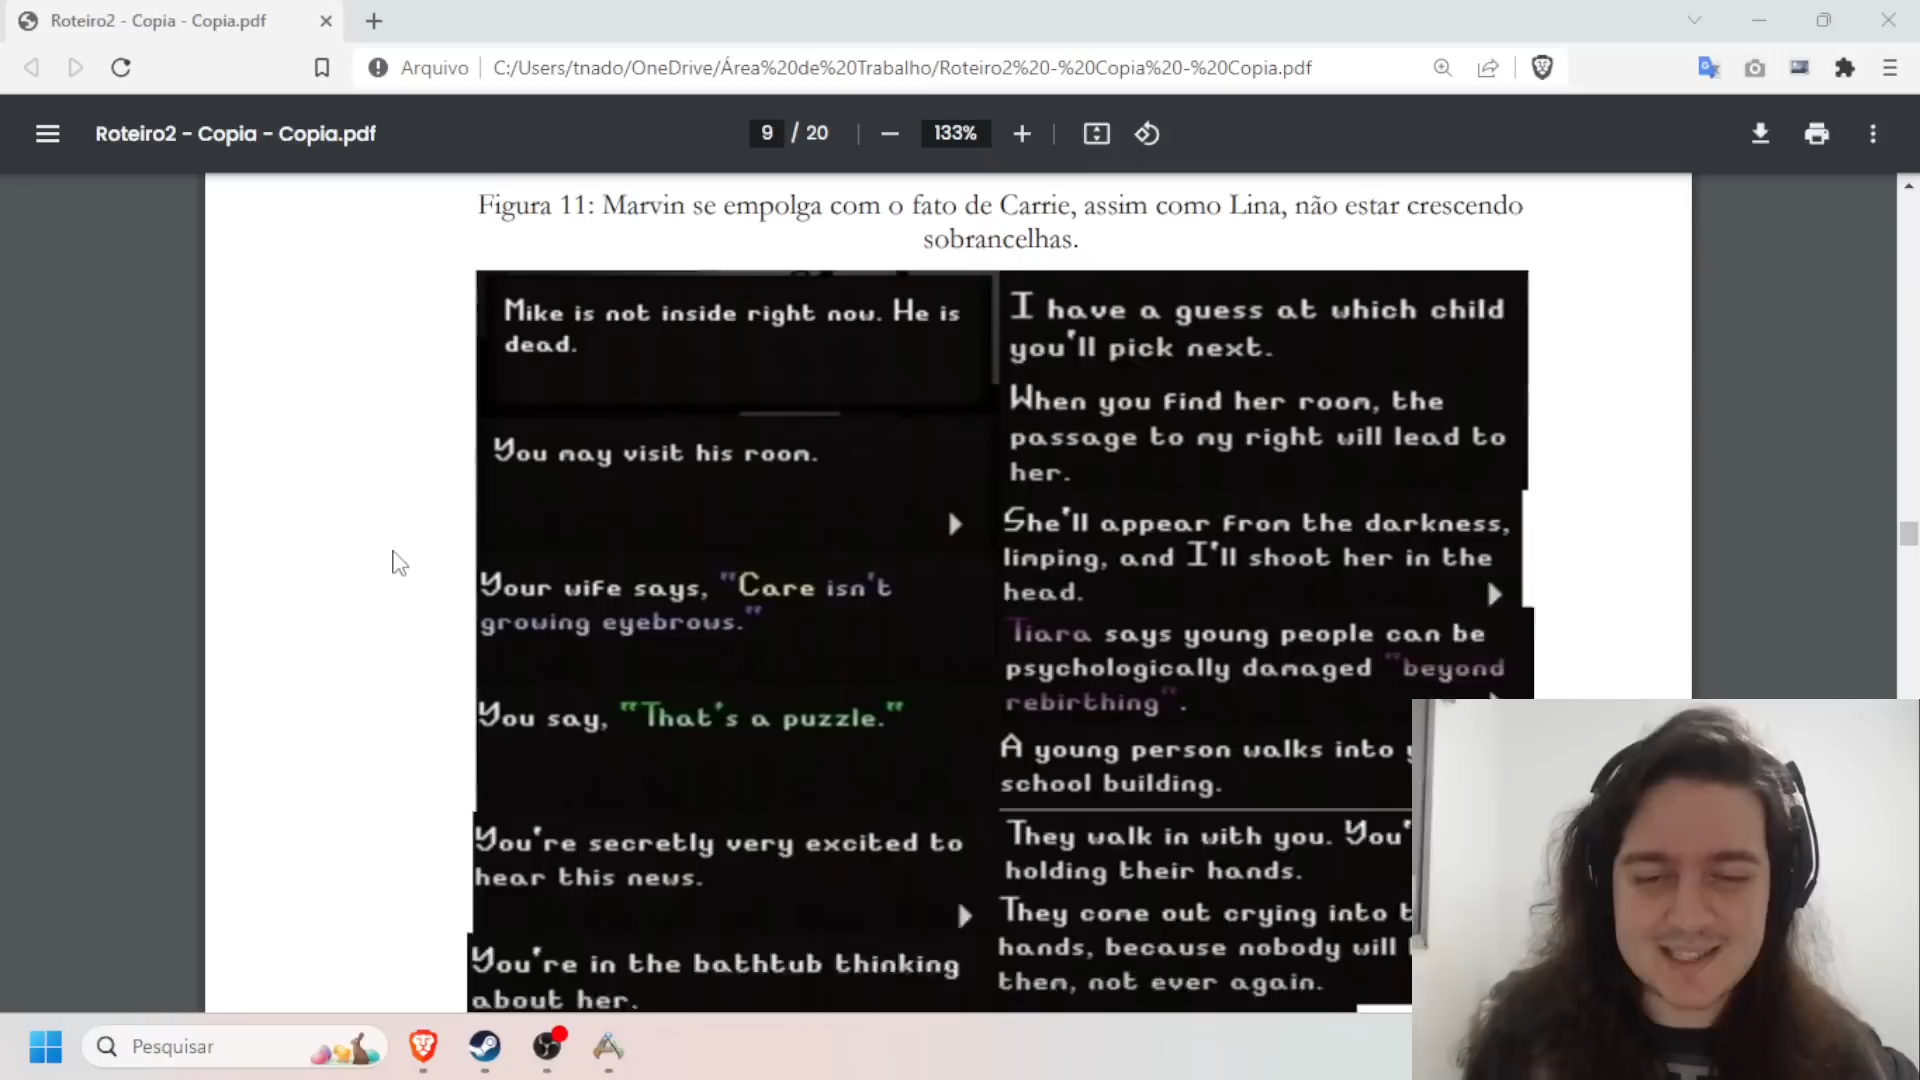 Roteiro2 - Copia - Copia.pdf
Arquivo
C:/Users/tnado/OneDrive/Área%20de%20Trabalho/Roteiro2%20-%20Copia%20-%20Copia.pdf
Roteiro2 - Copia - Copia.pdf
9 / 20
133%
Figura 11: Marvin se empolga com o fato de Carrie, assim como Lina, não estar crescendo
sobrancelhas.
Mike is not inside right now. He is
dead.
You may visit his room.
Your wife says, "Care isn't
growing eyebrows."
You say, "That's a puzzle."
You're secretly very excited to
hear this news.
You're in the bathtub thinking
about her.
I have a guess at which child
you'll pick next.
When you find her room, the
passage to my right will lead to
her.
She'll appear from the darkness,
limping, and I'll shoot her in the
head.
Tiara says young people can be
psychologically damaged "beyond
rebirthing".
A young person walks into
school building.
They walk in with you. You'
holding their hands.
They come out crying into
hands, because nobody will
them, not ever again.
Pesquisar